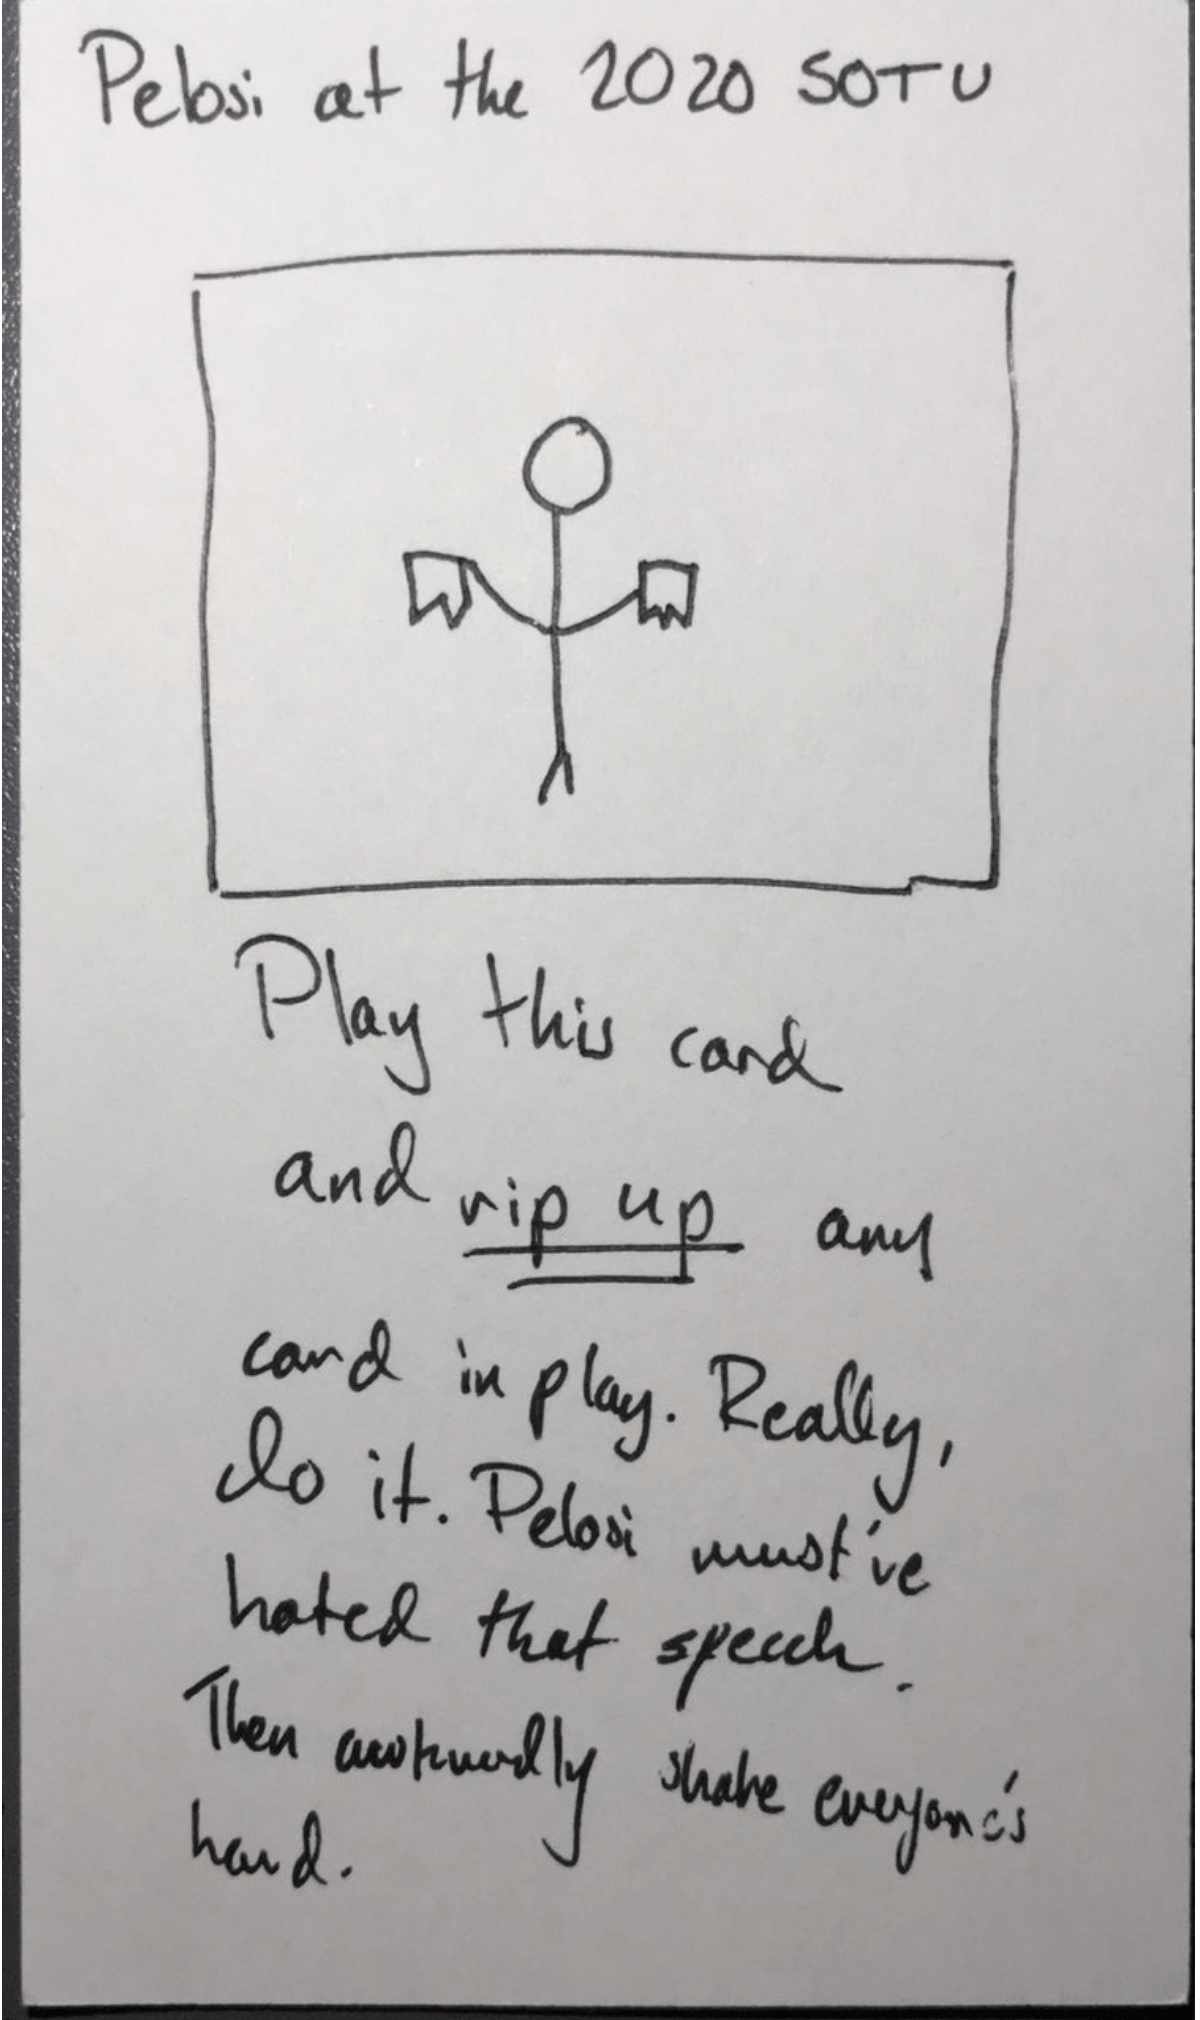 Pelosi at the 2020 SOTU
Play this card
and rip up any
card in play. Really,
do it. Pelosi must've
hated that speech.
Then awkwardly shake everyone's
hand.